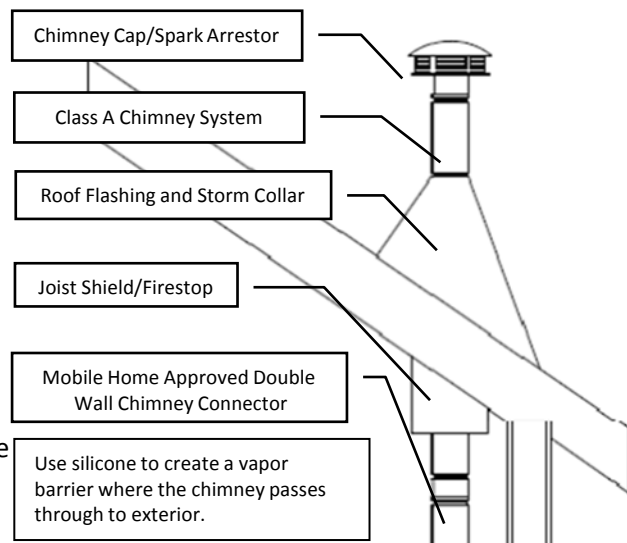 Chimney Cap/Spark Arrestor
Class A Chimney System
Roof Flashing and Storm Collar
Joist Shield/Firestop
Mobile Home Approved Double
Wall Chimney Connector
e
Use silicone to create a vapor
barrier where the chimney passes
through to exterior.